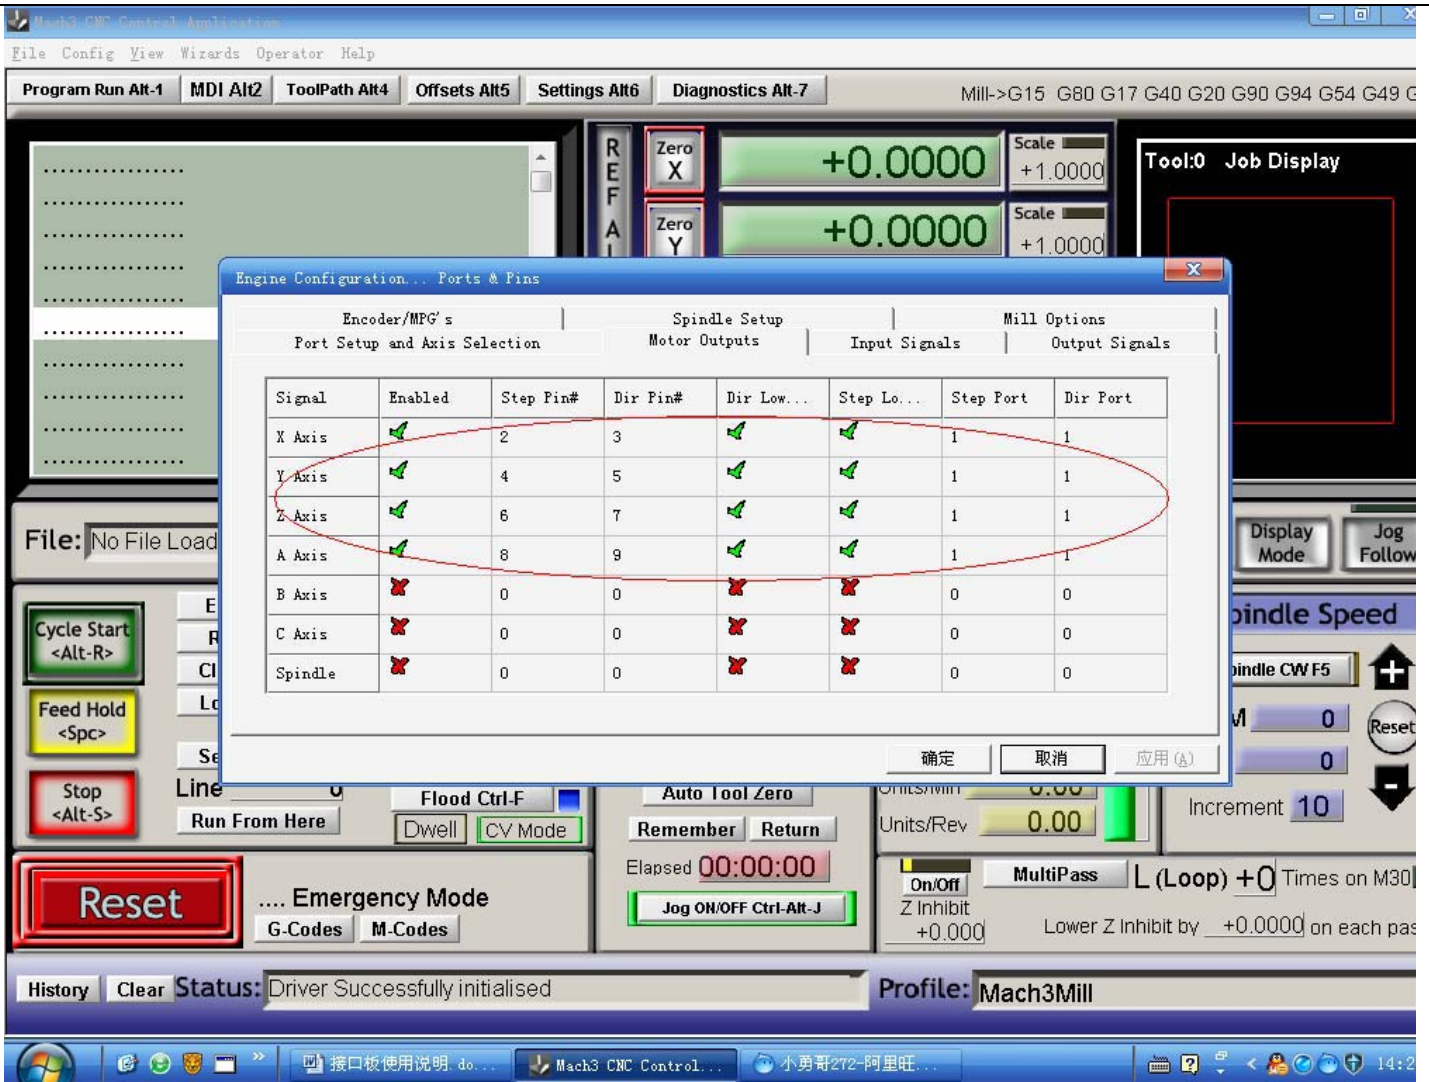 Mach3 CNC Control Application
File Config View Wizards Operator Help
Program Run Alt-1 MDI Alt2 ToolPath Alt4 Offsets Alt5 Settings Alt6 Diagnostics Alt-7 Mill->G15 G80 G17 G40 G20 G90 G94 G54 G49
REF
Zero X +0.0000 Scale +1.0000
Zero Y +0.0000 Scale +1.0000
Tool:0 Job Display
Engine Configuration... Ports & Pins
Encoder/MPG's Spindle Setup Mill Options
Port Setup and Axis Selection Motor Outputs Input Signals Output Signals
Signal Enabled Step Pin# Dir Pin# Dir Low... Step Lo... Step Port Dir Port
X Axis 2 3 1 1
Y Axis 4 5 1 1
Z Axis 6 7 1 1
A Axis 8 9 1 1
B Axis 0 0 0 0
C Axis 0 0 0 0
Spindle 0 0 0 0
确定 取消 应用(A)
File: No File Load
Display Mode Jog Follow
Cycle Start <Alt-R>
Feed Hold <Spc>
Stop <Alt-S>
Line
Run From Here
Flood Ctrl-F
Dwell CV Mode
Auto Tool Zero
Remember Return
Elapsed 00:00:00
Jog ON/OFF Ctrl-Alt-J
Units/Min 0.00
Units/Rev 0.00
pindle Speed
pindle CW F5
0 Reset
0
Increment 10
Reset
.... Emergency Mode
G-Codes M-Codes
On/Off
Z Inhibit
+0.000
MultiPass L (Loop) +0 Times on M30
Lower Z Inhibit by +0.0000 on each pas
History Clear Status: Driver Successfully initialised Profile: Mach3Mill
接口板使用说明.do... Mach3 CNC Control... 小勇哥272-阿里旺... 14:2